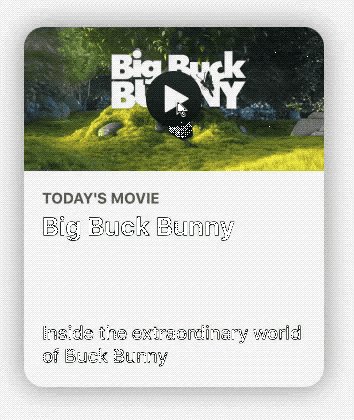 Big Buck
BUNNY
TODAY'S MOVIE
Big Buck Bunny
Inside the extraordinary world
of Buck Bunny